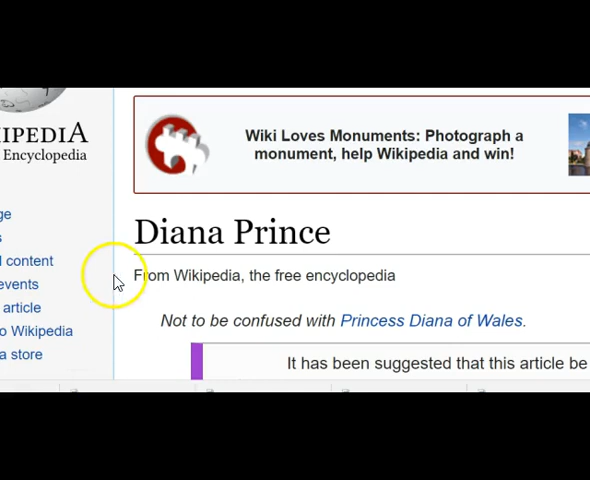 IPEDIA
Encyclopedia
Wiki Loves Monuments: Photograph a
monument, help Wikipedia and win!
Diana Prince
From Wikipedia, the free encyclopedia
Not to be confused with Princess Diana of Wales.
It has been suggested that this article be
ge
s
content
events
article
o Wikipedia
a store